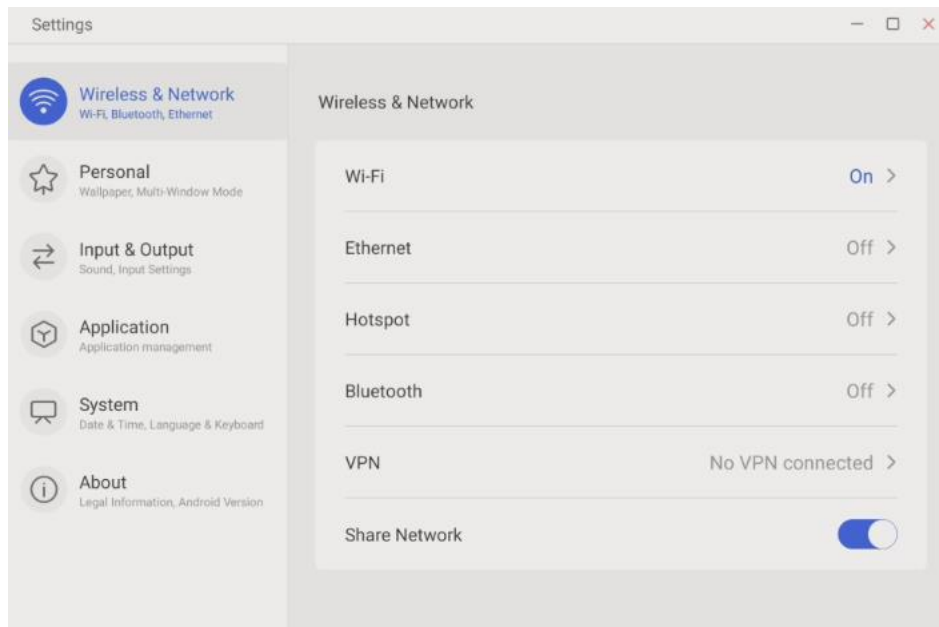 Settings
Wireless & Network
Wi-Fi, Bluetooth, Ethernet
Personal
Wallpaper, Multi-Window Mode
Input & Output
Sound, Input Settings
Application
Application management
System
Date & Time, Language & Keyboard
About
Legal Information, Android Version
Wireless & Network
Wi-Fi On
Ethernet Off
Hotspot Off
Bluetooth Off
VPN No VPN connected
Share Network